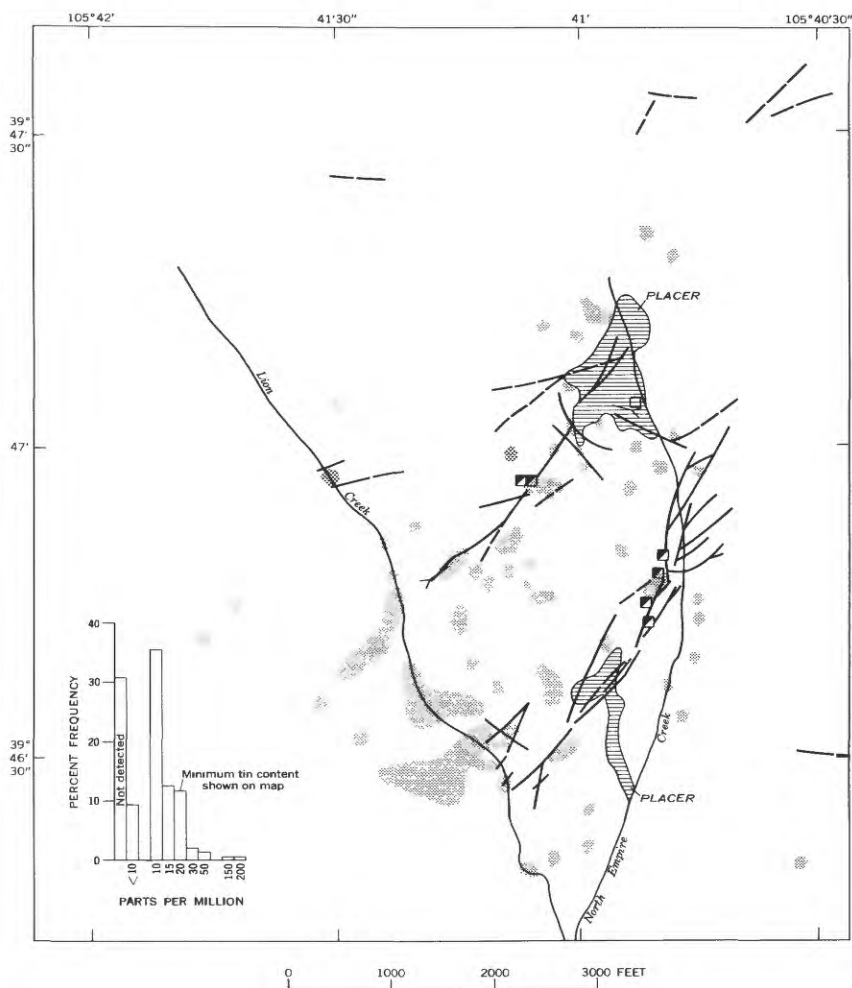 105°42'
41'30"
41'
105°40'30"
39°
47'
30"
PLACER
Lion
Creek
47'
39°
46'
30"
PLACER
Creek
Empire
North
40
30
20
10
0
PERCENT FREQUENCY
Not detected
Minimum tin content
shown on map
<10
10
15
20
30
50
150
200
PARTS PER MILLION
0 1000 2000 3000 FEET